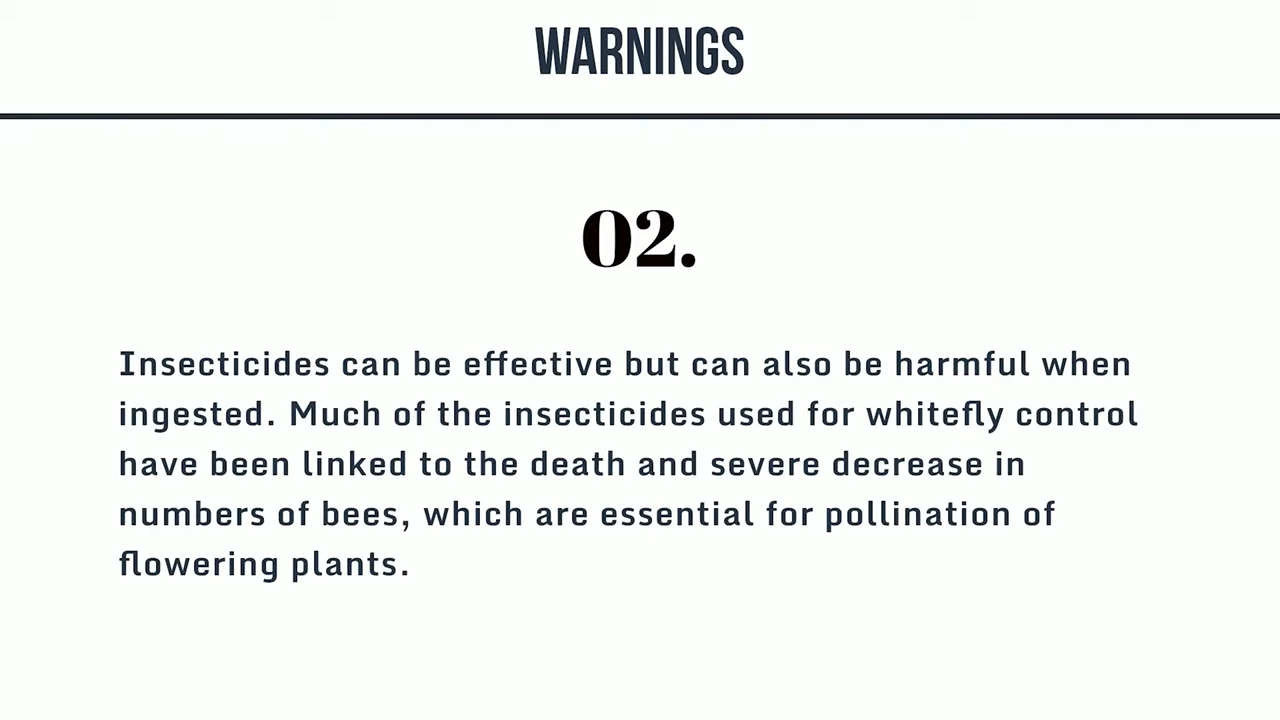 WARNINGS
02.
Insecticides can be effective but can also be harmful when
ingested. Much of the insecticides used for whitefly control
have been linked to the death and severe decrease in
numbers of bees, which are essential for pollination of
flowering plants.